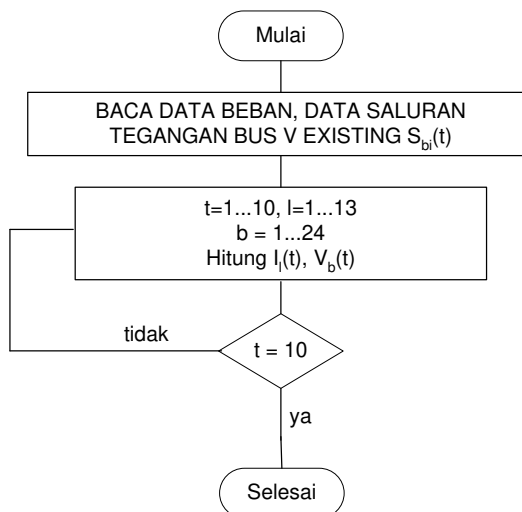 Mulai
BACA DATA BEBAN, DATA SALURAN
TEGANGAN BUS V EXISTING S_bi(t)
t=1...10, l=1...13
b = 1...24
Hitung I_l(t), V_b(t)
tidak
t = 10
ya
Selesai